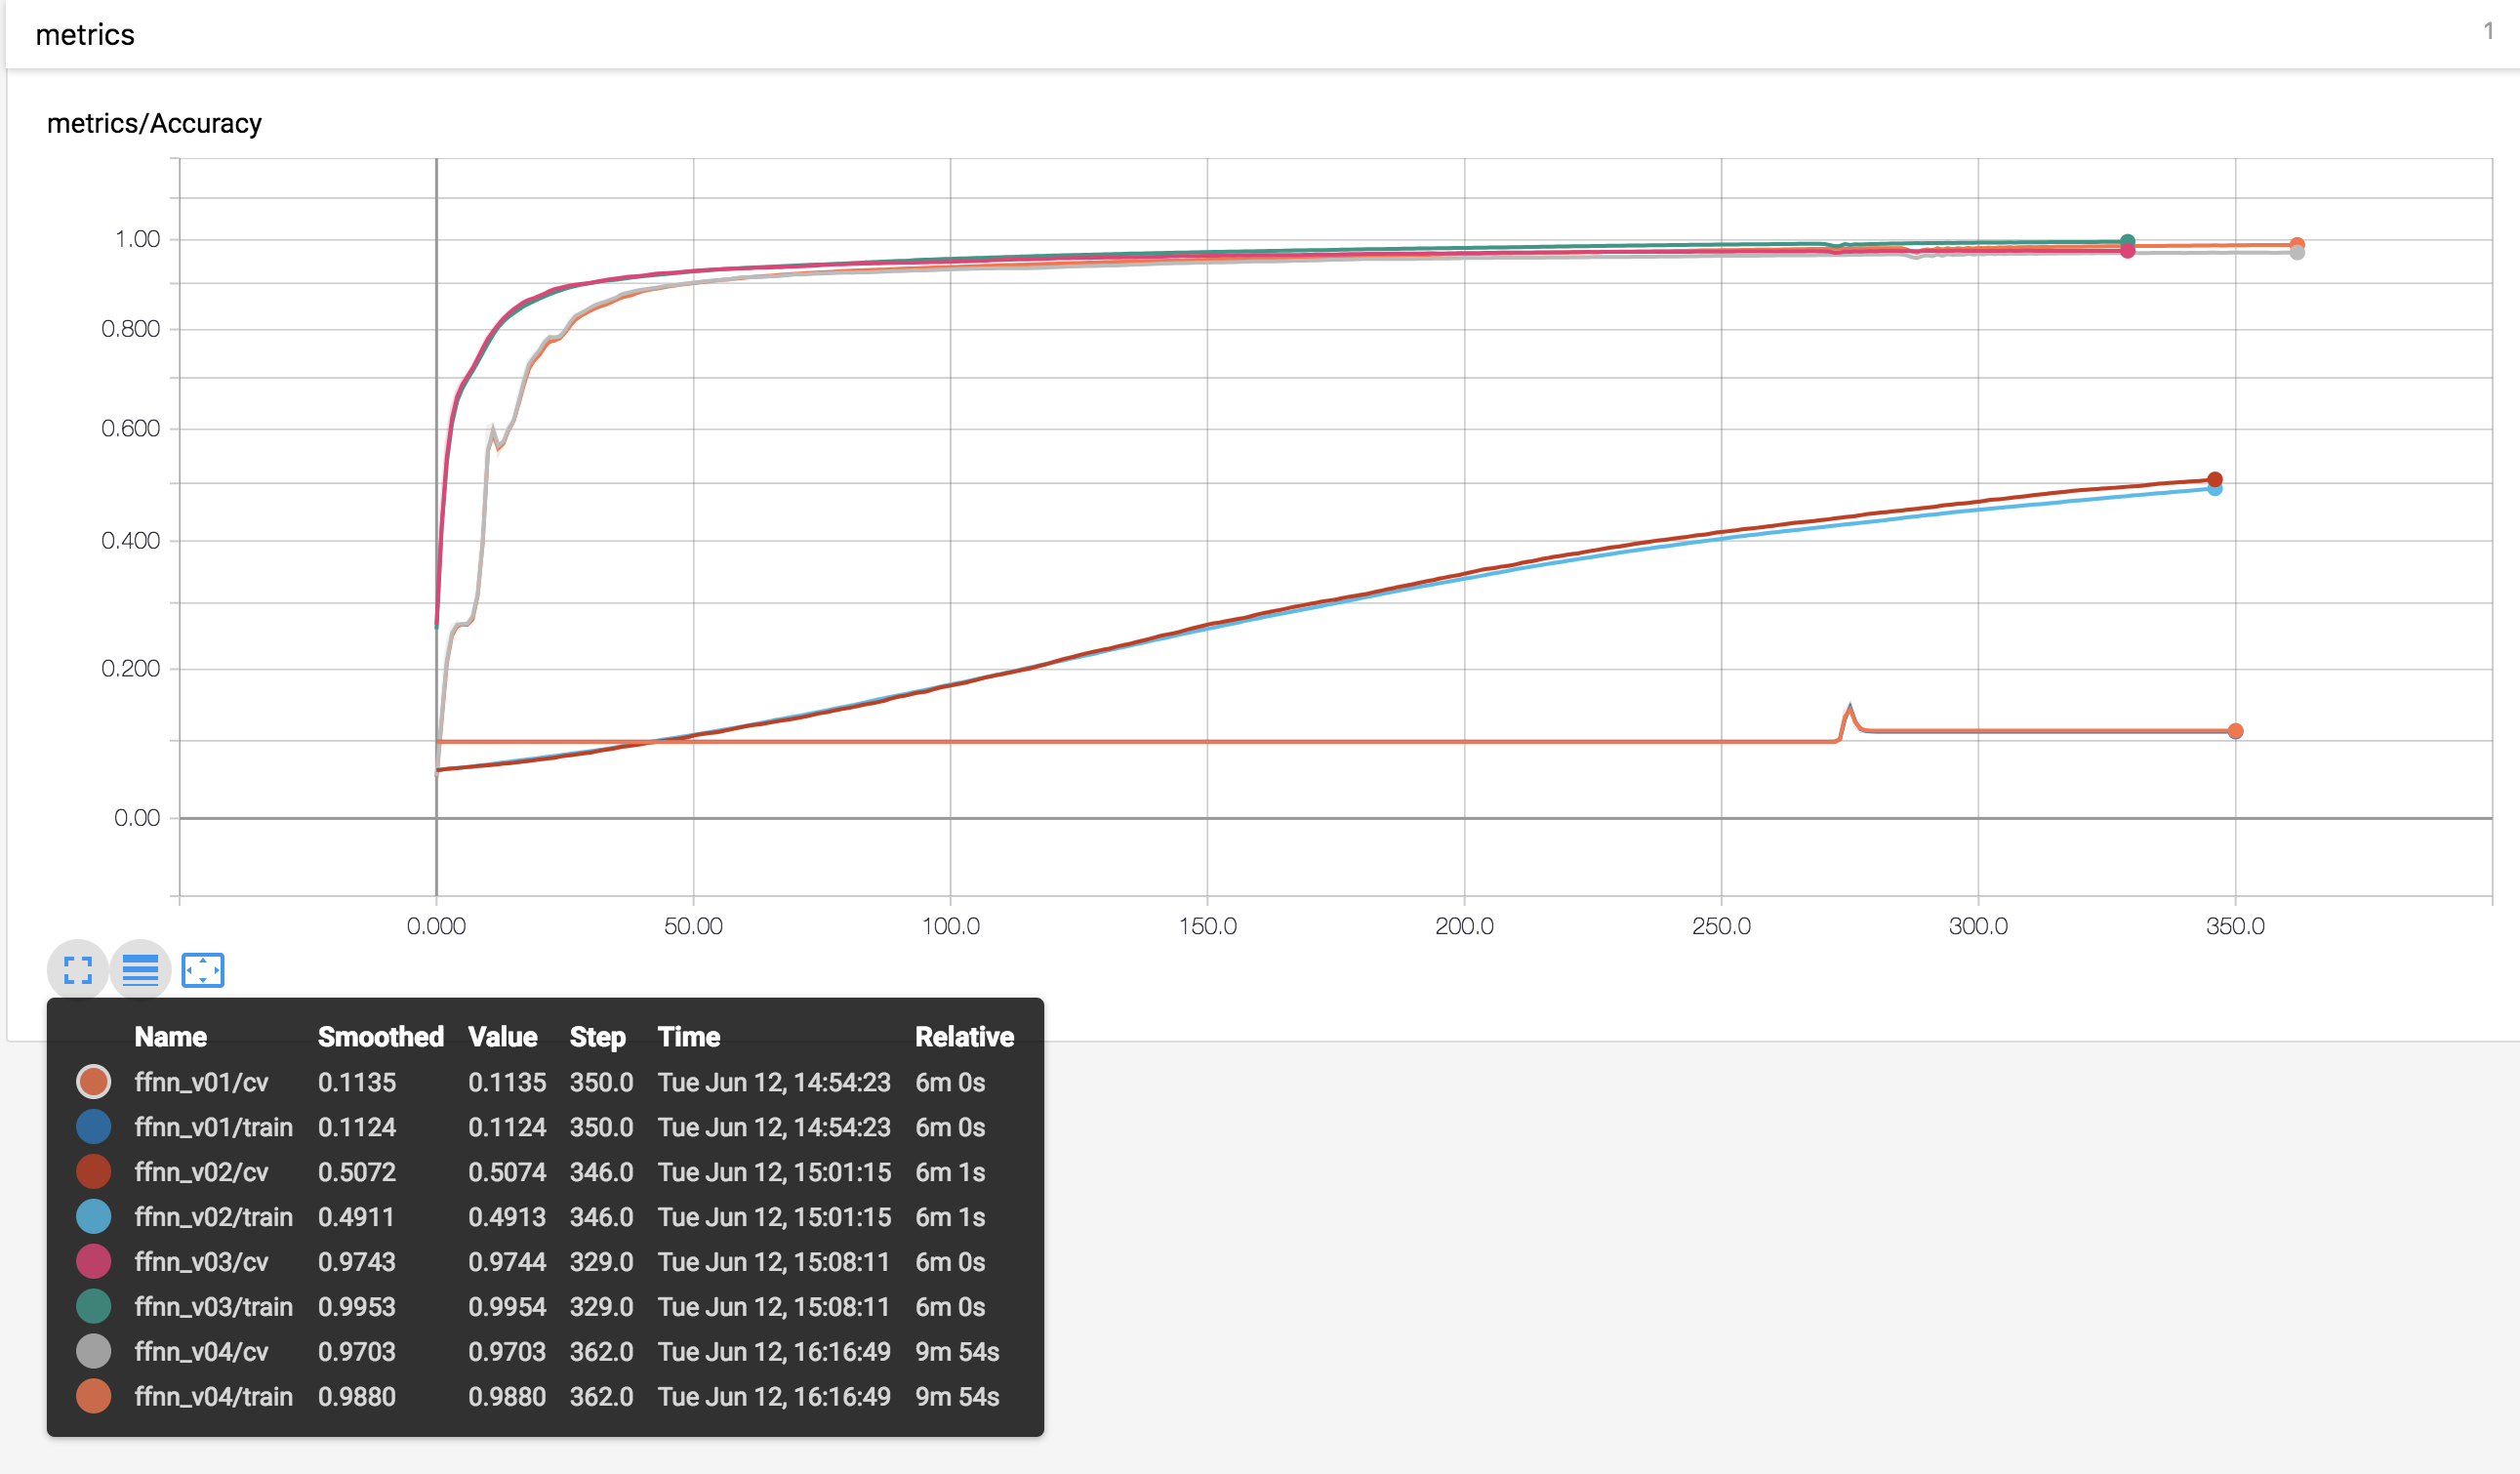 metrics 1
metrics/Accuracy
1.00
0.800
0.600
0.400
0.200
0.00
0.000 50.00 100.0 150.0 200.0 250.0 300.0 350.0
Name Smoothed Value Step Time Relative
ffnn_v01/cv 0.1135 0.1135 350.0 Tue Jun 12, 14:54:23 6m 0s
ffnn_v01/train 0.1124 0.1124 350.0 Tue Jun 12, 14:54:23 6m 0s
ffnn_v02/cv 0.5072 0.5074 346.0 Tue Jun 12, 15:01:15 6m 1s
ffnn_v02/train 0.4911 0.4913 346.0 Tue Jun 12, 15:01:15 6m 1s
ffnn_v03/cv 0.9743 0.9744 329.0 Tue Jun 12, 15:08:11 6m 0s
ffnn_v03/train 0.9953 0.9954 329.0 Tue Jun 12, 15:08:11 6m 0s
ffnn_v04/cv 0.9703 0.9703 362.0 Tue Jun 12, 16:16:49 9m 54s
ffnn_v04/train 0.9880 0.9880 362.0 Tue Jun 12, 16:16:49 9m 54s